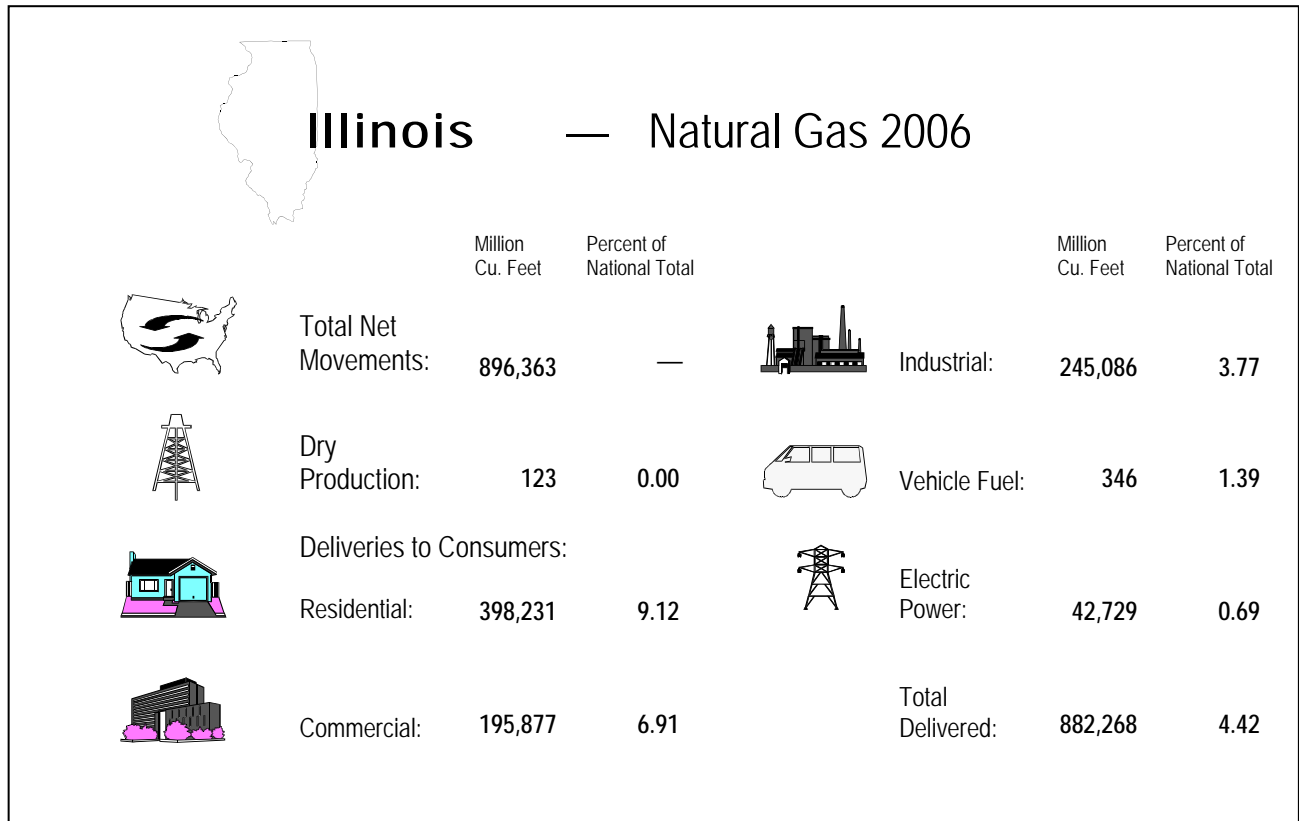 Illinois — Natural Gas 2006
Million Cu. Feet Percent of National Total
Total Net Movements: 896,363 —
Dry Production: 123 0.00
Deliveries to Consumers:
Residential: 398,231 9.12
Commercial: 195,877 6.91
Million Cu. Feet Percent of National Total
Industrial: 245,086 3.77
Vehicle Fuel: 346 1.39
Electric Power: 42,729 0.69
Total Delivered: 882,268 4.42